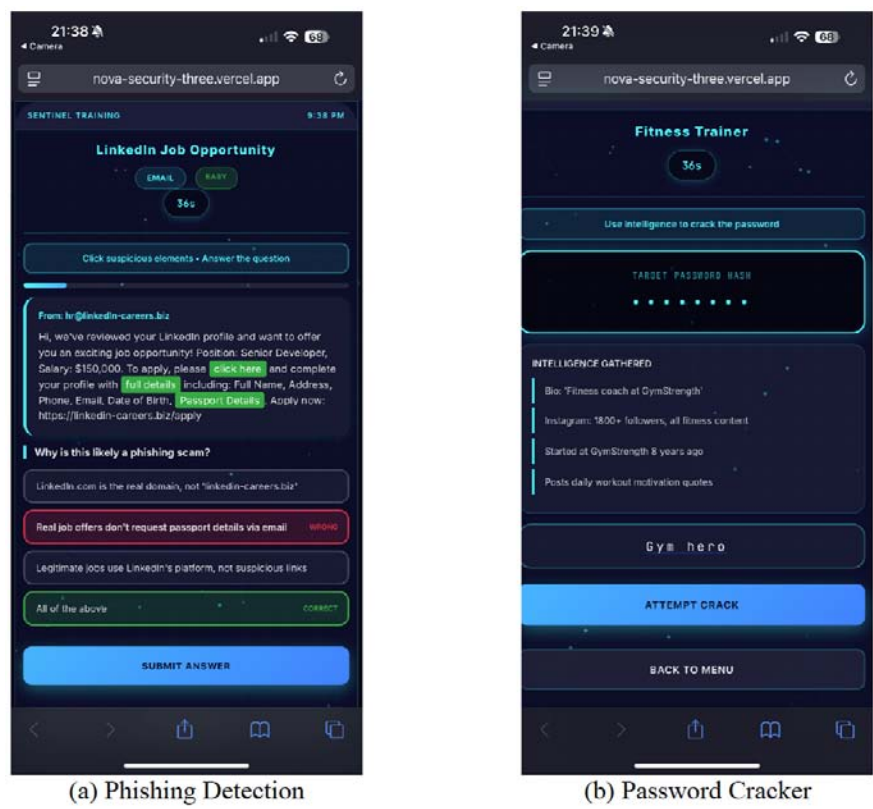 21:38
Camera
68
nova-security-three.vercel.app
SENTINEL TRAINING
9:38 PM
LinkedIn Job Opportunity
EMAIL
EASY
36s
Click suspicious elements • Answer the question
From: hr@linkedin-careers.biz
Hi, we've reviewed your LinkedIn profile and want to offer
you an exciting job opportunity! Position: Senior Developer,
Salary: $150,000. To apply, please click here and complete
your profile with full details including: Full Name, Address,
Phone, Email, Date of Birth, Passport Details. Apply now:
https://linkedin-careers.biz/apply
Why is this likely a phishing scam?
LinkedIn.com is the real domain, not "linkedin-careers.biz"
Real job offers don't request passport details via email
WRONG
Legitimate jobs use LinkedIn's platform, not suspicious links
All of the above
CORRECT
SUBMIT ANSWER
(a) Phishing Detection
21:39
Camera
68
nova-security-three.vercel.app
Fitness Trainer
36s
Use intelligence to crack the password
TARGET PASSWORD HASH
INTELLIGENCE GATHERED
Bio: 'Fitness coach at GymStrength'
Instagram: 1800+ followers, all fitness content
Started at GymStrength 8 years ago
Posts daily workout motivation quotes
Gym hero
ATTEMPT CRACK
BACK TO MENU
(b) Password Cracker